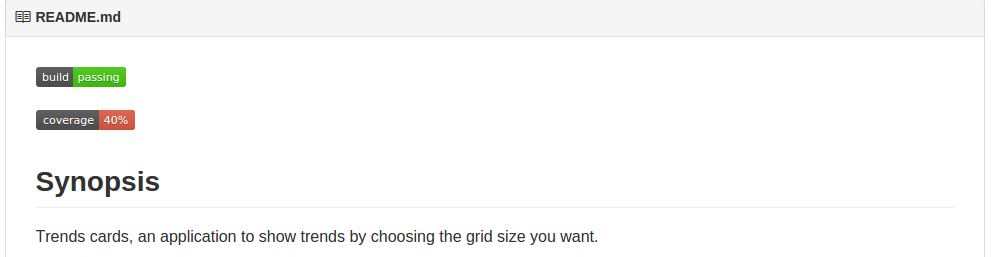 README.md
build passing
coverage 40%
Synopsis
Trends cards, an application to show trends by choosing the grid size you want.